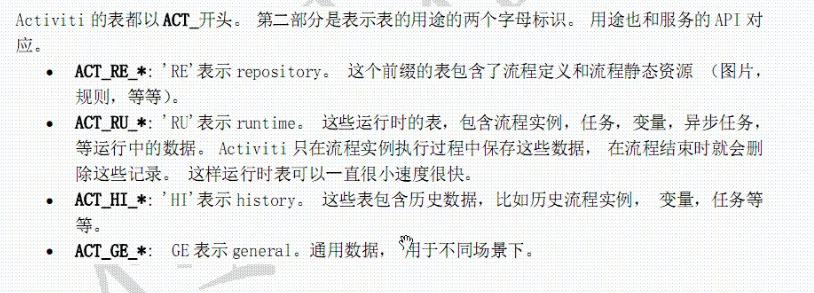 Activiti 的表都以 ACT_开头。 第二部分是表示表的用途的两个字母标识。 用途也和服务的 API 对
应。
• ACT_RE_*: 'RE'表示 repository。 这个前缀的表包含了流程定义和流程静态资源 （图片，
规则，等等）。
• ACT_RU_*: 'RU'表示 runtime。 这些运行时的表，包含流程实例，任务，变量，异步任务，
等运行中的数据。 Activiti 只在流程实例执行过程中保存这些数据， 在流程结束时就会删
除这些记录。 这样运行时表可以一直很小速度很快。
• ACT_HI_*: 'HI'表示 history。 这些表包含历史数据，比如历史流程实例， 变量，任务等
等。
• ACT_GE_*: GE 表示 general。通用数据， 用于不同场景下。